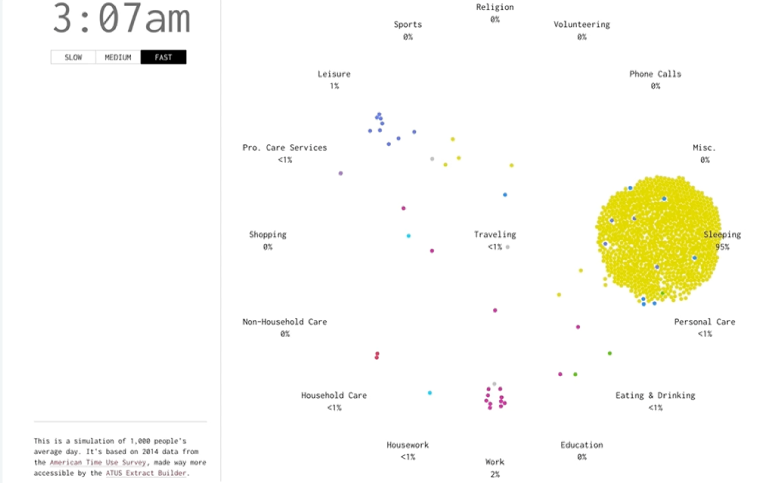 3:07am
SLOW MEDIUM FAST
This is a simulation of 1,000 people's
average day. It's based on 2014 data from
the American Time Use Survey, made way more
accessible by the ATUS Extract Builder.
Religion
0%
Sports
0%
Volunteering
0%
Leisure
1%
Phone Calls
0%
Pro. Care Services
<1%
Misc.
0%
Shopping
0%
Traveling
<1%
Sleeping
95%
Non-Household Care
0%
Personal Care
<1%
Household Care
<1%
Eating & Drinking
<1%
Housework
<1%
Work
2%
Education
0%